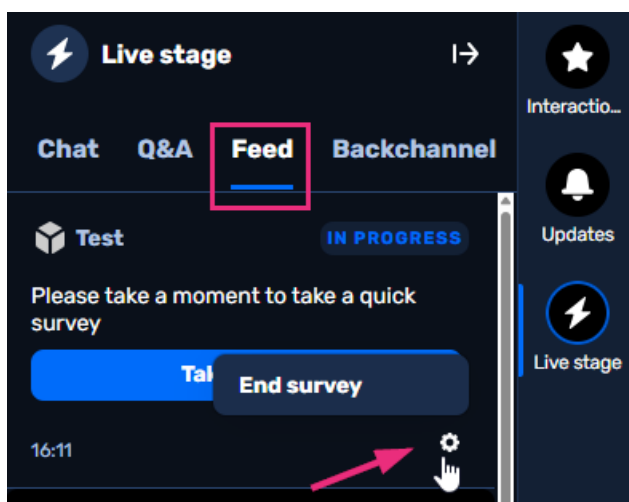 Live stage
Interactio...
Chat Q&A Feed Backchannel
Test IN PROGRESS
Updates
Please take a moment to take a quick
survey
End survey
Live stage
16:11